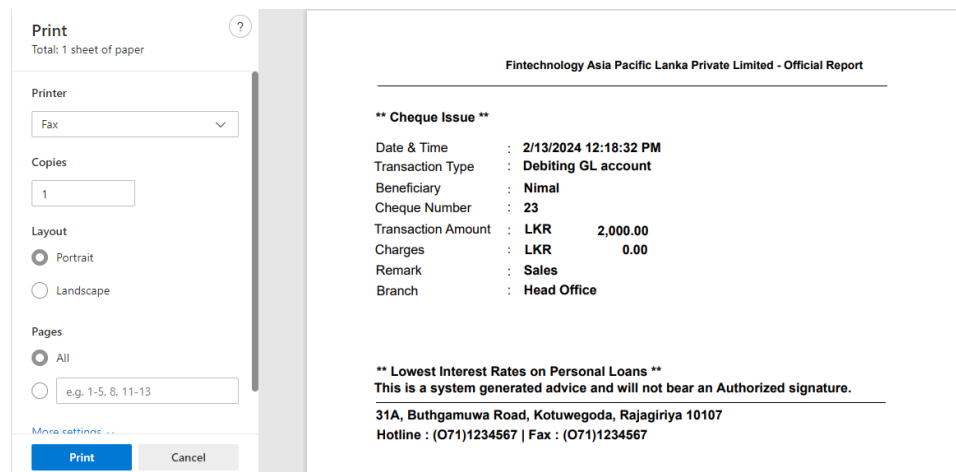 Print
?
Total: 1 sheet of paper
Printer
Fax
Copies
1
Layout
Portrait
Landscape
Pages
All
e.g. 1-5, 8, 11-13
More settings
Print
Cancel
Fintechnology Asia Pacific Lanka Private Limited - Official Report
** Cheque Issue **
Date & Time : 2/13/2024 12:18:32 PM
Transaction Type : Debiting GL account
Beneficiary : Nimal
Cheque Number : 23
Transaction Amount : LKR 2,000.00
Charges : LKR 0.00
Remark : Sales
Branch : Head Office
** Lowest Interest Rates on Personal Loans **
This is a system generated advice and will not bear an Authorized signature.
31A, Buthgamuwa Road, Kotuwegoda, Rajagiriya 10107
Hotline : (O71)1234567 | Fax : (O71)1234567